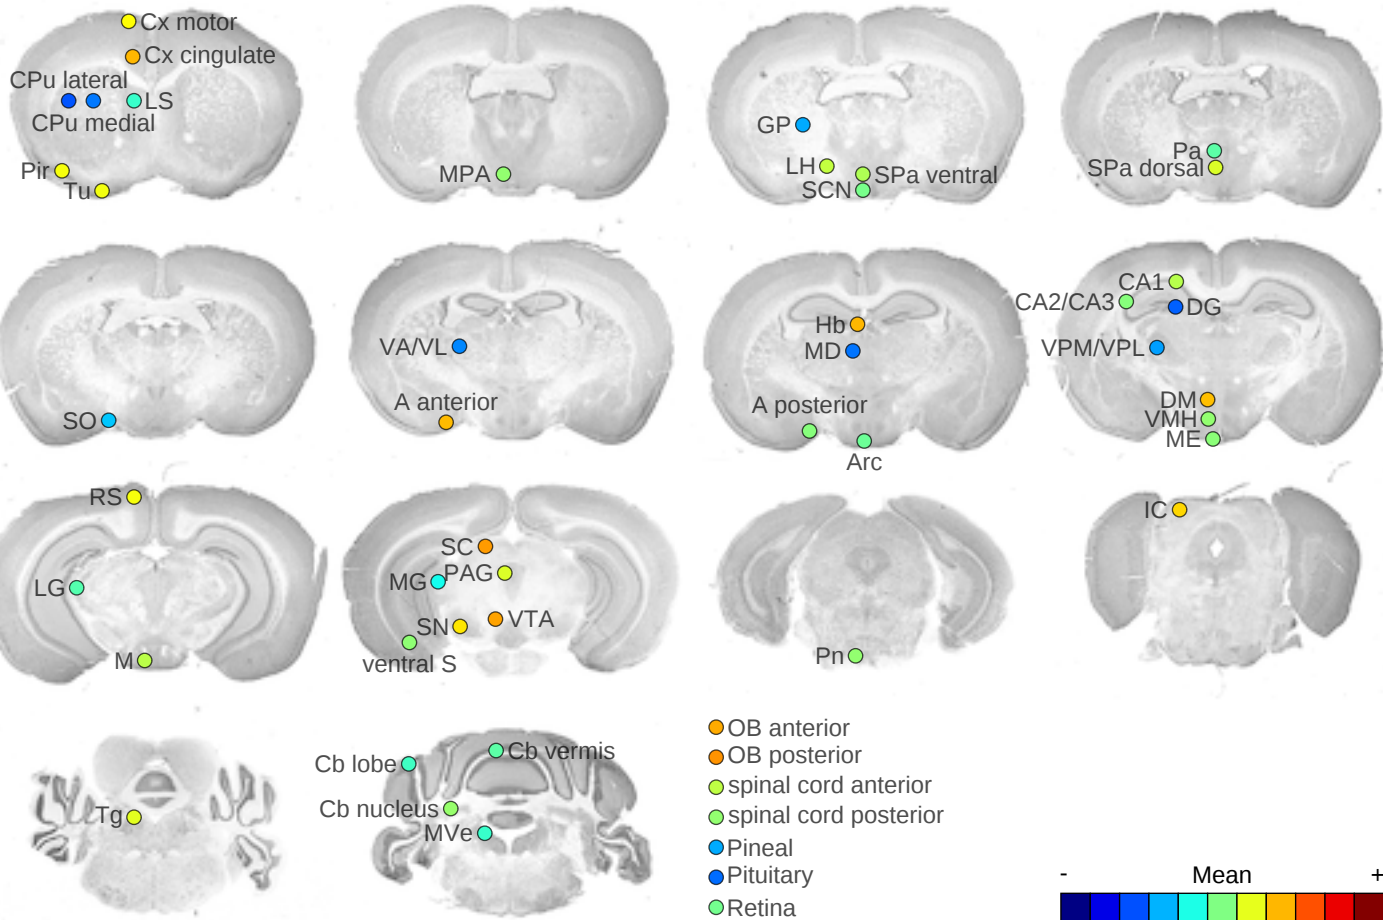 Cx motor
Cx cingulate
CPu lateral
LS
CPu medial
Pir
Tu
MPA
GP
LH
SPa ventral
SCN
Pa
SPa dorsal
SO
VA/VL
A anterior
Hb
MD
A posterior
Arc
CA1
CA2/CA3
DG
VPM/VPL
DM
VMH
ME
RS
LG
M
SC
MG
PAG
SN
VTA
ventral S
Pn
IC
Tg
Cb lobe
Cb vermis
Cb nucleus
MVe
OB anterior
OB posterior
spinal cord anterior
spinal cord posterior
Pineal
Pituitary
Retina
- Mean +